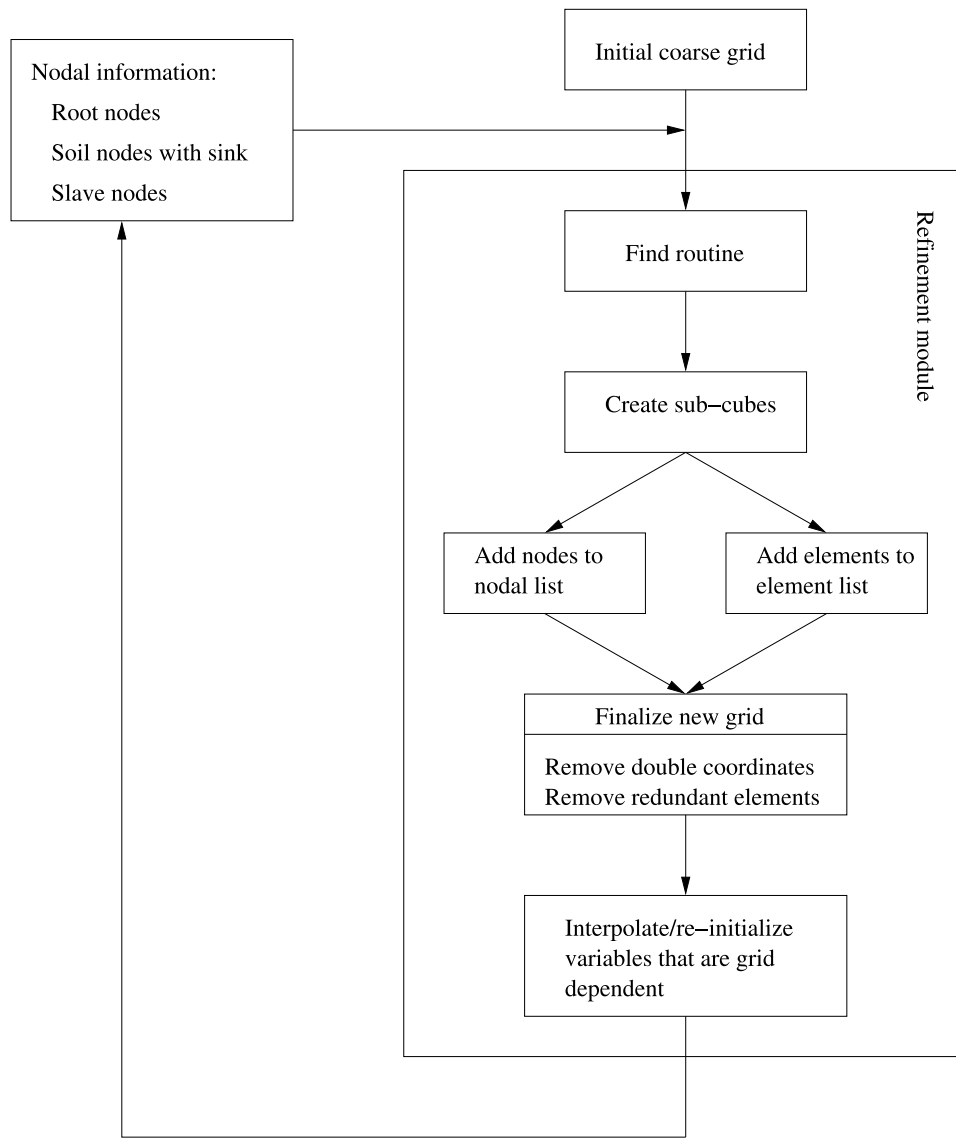 Initial coarse grid
Nodal information:
Root nodes
Soil nodes with sink
Slave nodes
Refinement module
Find routine
Create sub−cubes
Add nodes to
nodal list
Add elements to
element list
Finalize new grid
Remove double coordinates
Remove redundant elements
Interpolate/re−initialize
variables that are grid
dependent